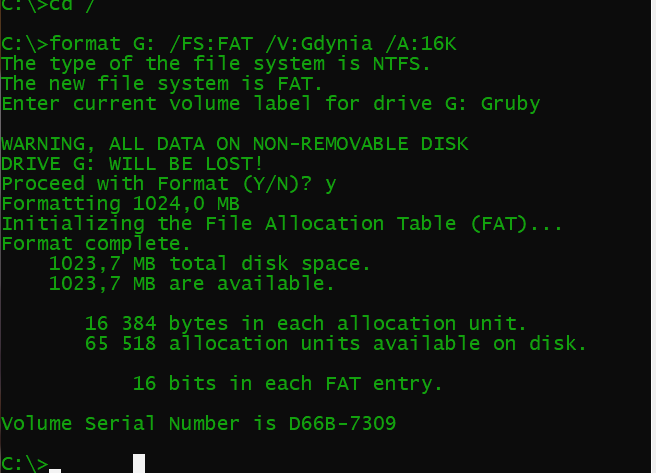 C:\>cd /
C:\>format G: /FS:FAT /V:Gdynia /A:16K
The type of the file system is NTFS.
The new file system is FAT.
Enter current volume label for drive G: Gruby
WARNING, ALL DATA ON NON-REMOVABLE DISK
DRIVE G: WILL BE LOST!
Proceed with Format (Y/N)? y
Formatting 1024,0 MB
Initializing the File Allocation Table (FAT)...
Format complete.
1023,7 MB total disk space.
1023,7 MB are available.
16 384 bytes in each allocation unit.
65 518 allocation units available on disk.
16 bits in each FAT entry.
Volume Serial Number is D66B-7309
C:\>